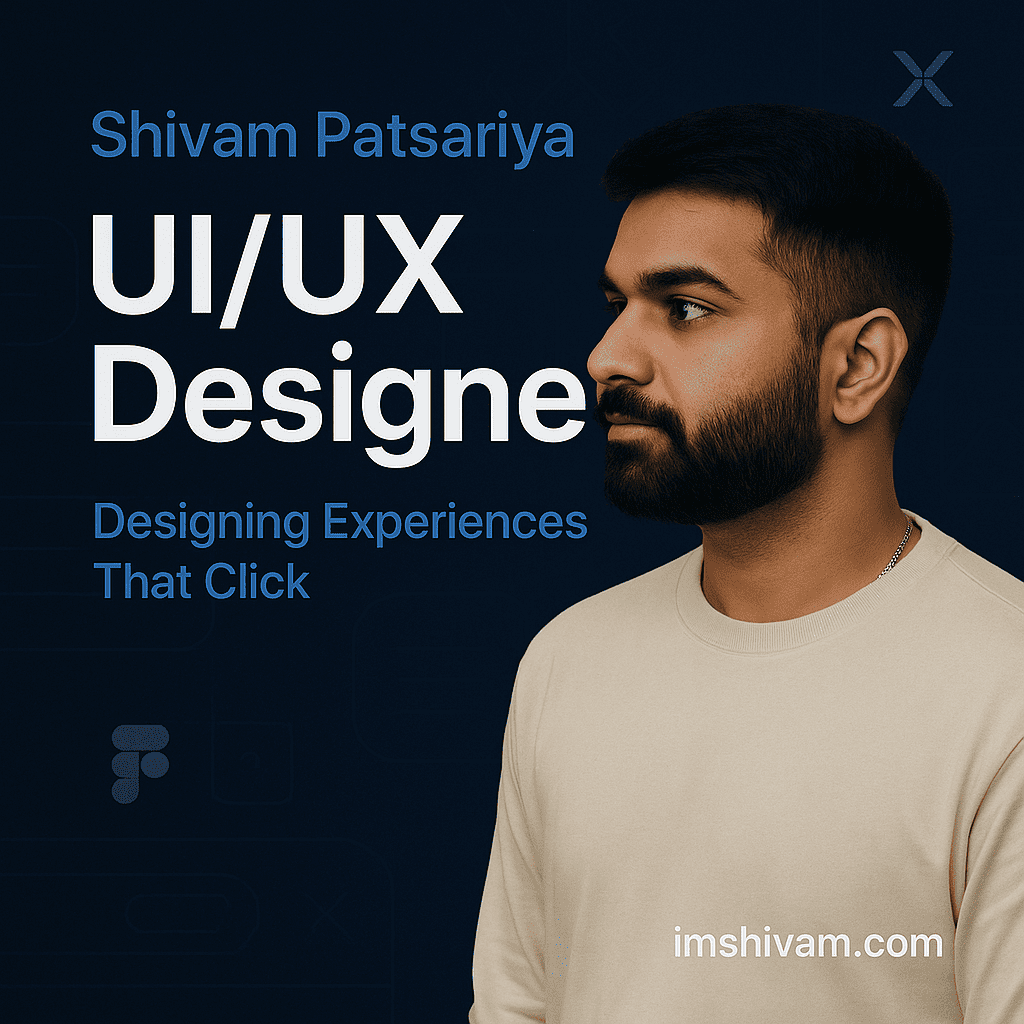 Shivam Patsariya
UI/UX
Designe
Designing Experiences
That Click
imshivam.com